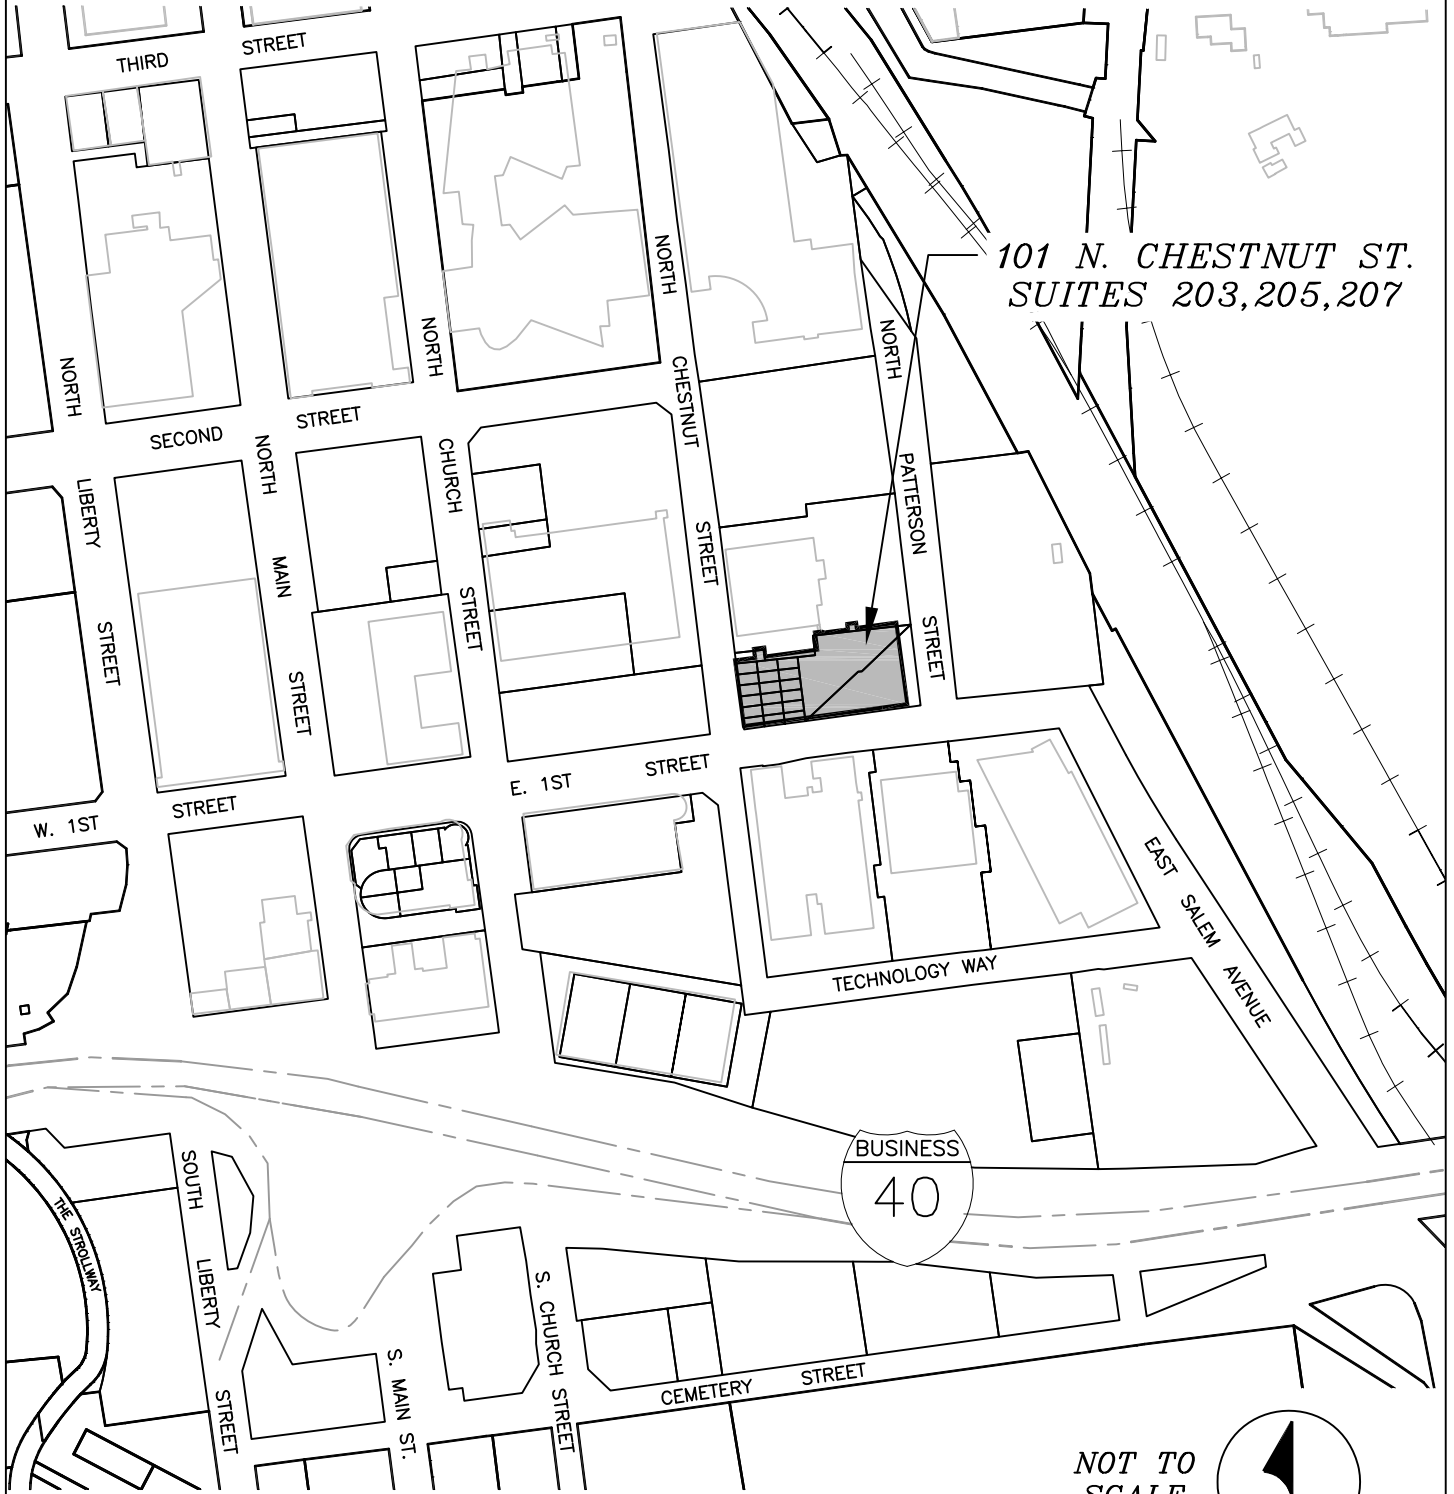 THIRD STREET
101 N. CHESTNUT ST.
SUITES 203,205,207
NORTH LIBERTY STREET
NORTH MAIN STREET
NORTH CHURCH STREET
NORTH CHESTNUT STREET
NORTH PATTERSON STREET
SECOND STREET
W. 1ST STREET
E. 1ST STREET
EAST SALEM AVENUE
TECHNOLOGY WAY
BUSINESS
40
THE STROLLWAY
SOUTH LIBERTY STREET
S. MAIN ST.
S. CHURCH STREET
CEMETERY STREET
NOT TO
SCALE